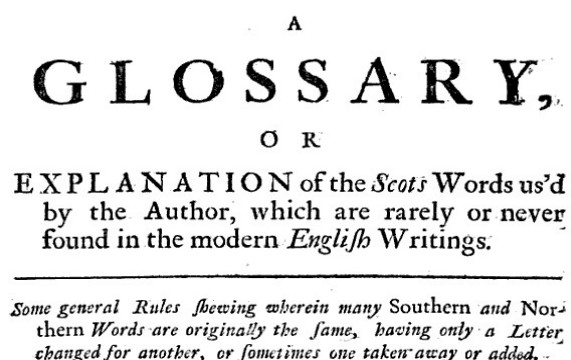 A
GLOSSARY,
OR
EXPLANATION of the Scots Words us'd
by the Author, which are rarely or never
found in the modern Engliſh Writings.
Some general Rules ſhewing wherein many Southern and Nor-
thern Words are originally the ſame, having only a Letter
changed for another, or ſometimes one taken away or added.